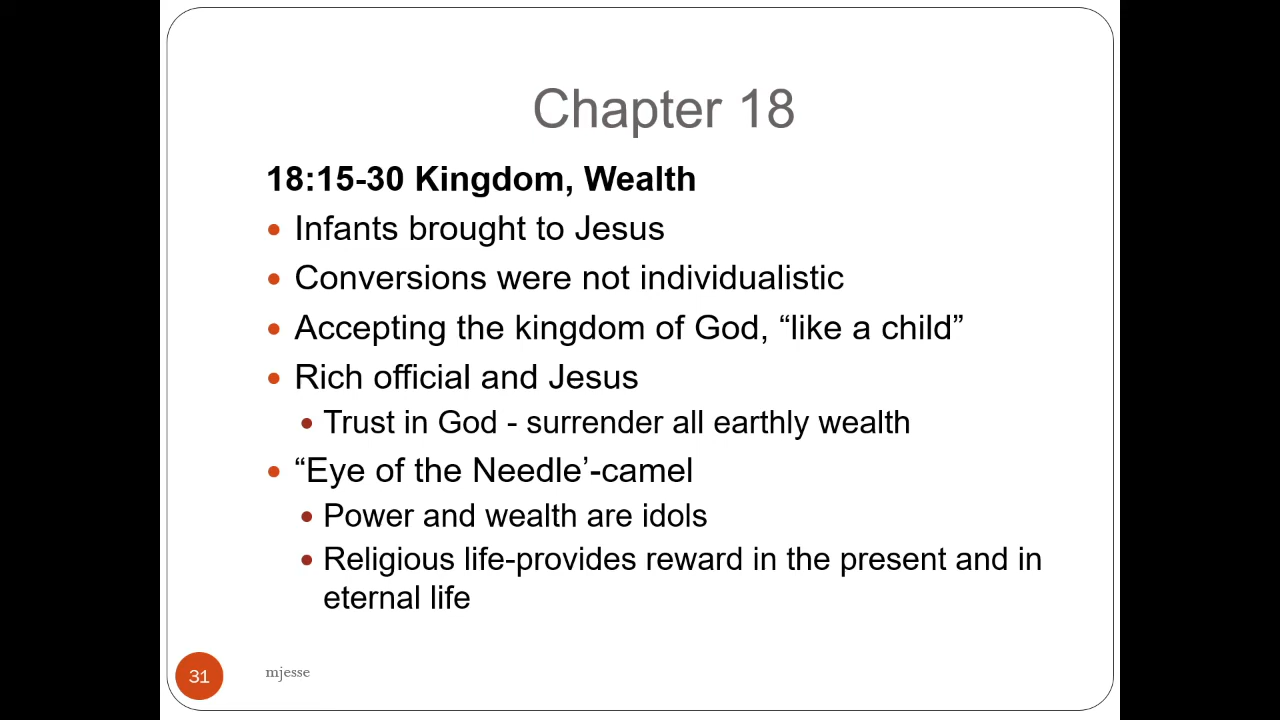 Chapter 18
18:15-30 Kingdom, Wealth
• Infants brought to Jesus
• Conversions were not individualistic
• Accepting the kingdom of God, “like a child”
• Rich official and Jesus
• Trust in God - surrender all earthly wealth
• “Eye of the Needle’-camel
• Power and wealth are idols
• Religious life-provides reward in the present and in
eternal life
31
mjesse